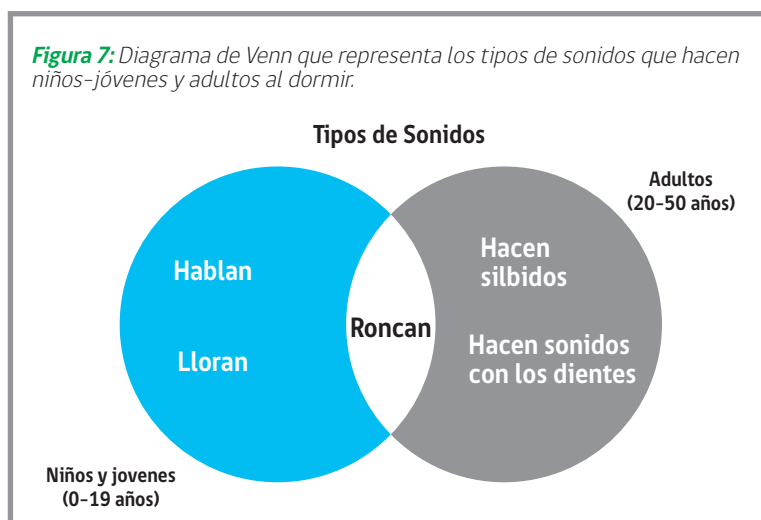 Figura 7: Diagrama de Venn que representa los tipos de sonidos que hacen
niños-jóvenes y adultos al dormir.
Tipos de Sonidos
Adultos
(20-50 años)
Hablan
Lloran
Roncan
Hacen
silbidos
Hacen sonidos
con los dientes
Niños y jovenes
(0-19 años)